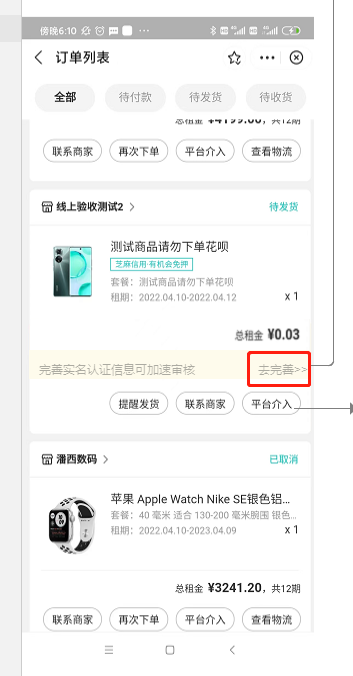 傍晚6:10
订单列表
全部 待付款 待发货 待收货
总租金 ¥4199.00，共12期
联系商家 再次下单 平台介入 查看物流
线上验收测试2 >
待发货
测试商品请勿下单花呗
芝麻信用·有机会免押
套餐：测试商品请勿下单花呗
租期：2022.04.10-2022.04.12
x 1
总租金 ¥0.03
完善实名认证信息可加速审核
去完善>>
提醒发货 联系商家 平台介入
潘西数码 >
已取消
苹果 Apple Watch Nike SE银色铝...
套餐：40 毫米 适合 130-200 毫米腕围 银色...
租期：2022.04.10-2023.04.09
x 1
总租金 ¥3241.20，共12期
联系商家 再次下单 平台介入 查看物流